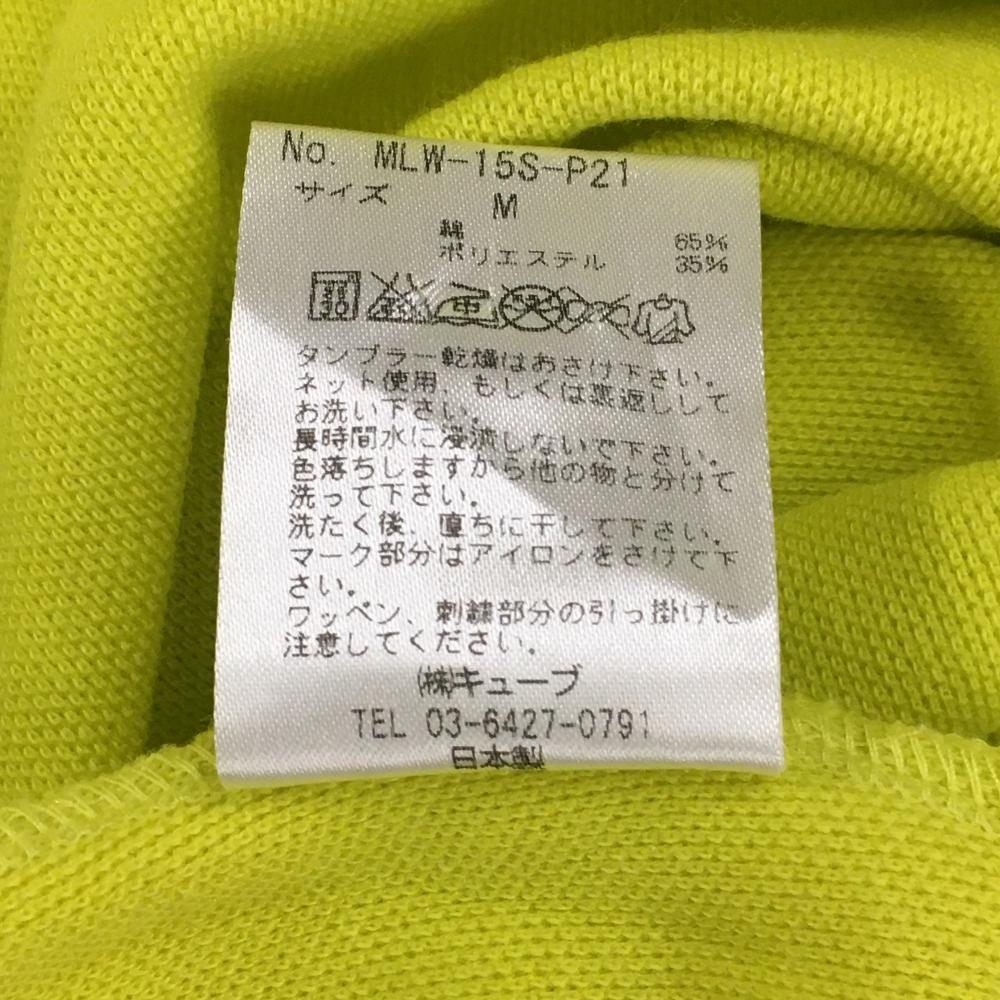 No. MLW-15S-P21
サイズ M
綿 65%
ポリエステル 35%
タンブラー乾燥はおさけ下さい。
ネット使用、もしくは裏返しして
お洗い下さい。
長時間水に浸漬しないで下さい。
色落ちしますから他の物と分けて
洗って下さい。
洗たく後、直ちに干して下さい。
マーク部分はアイロンをさけて下
さい。
ワッペン、刺繍部分の引っ掛けに
注意してください。
(株)キューブ
TEL 03-6427-0791
日本製